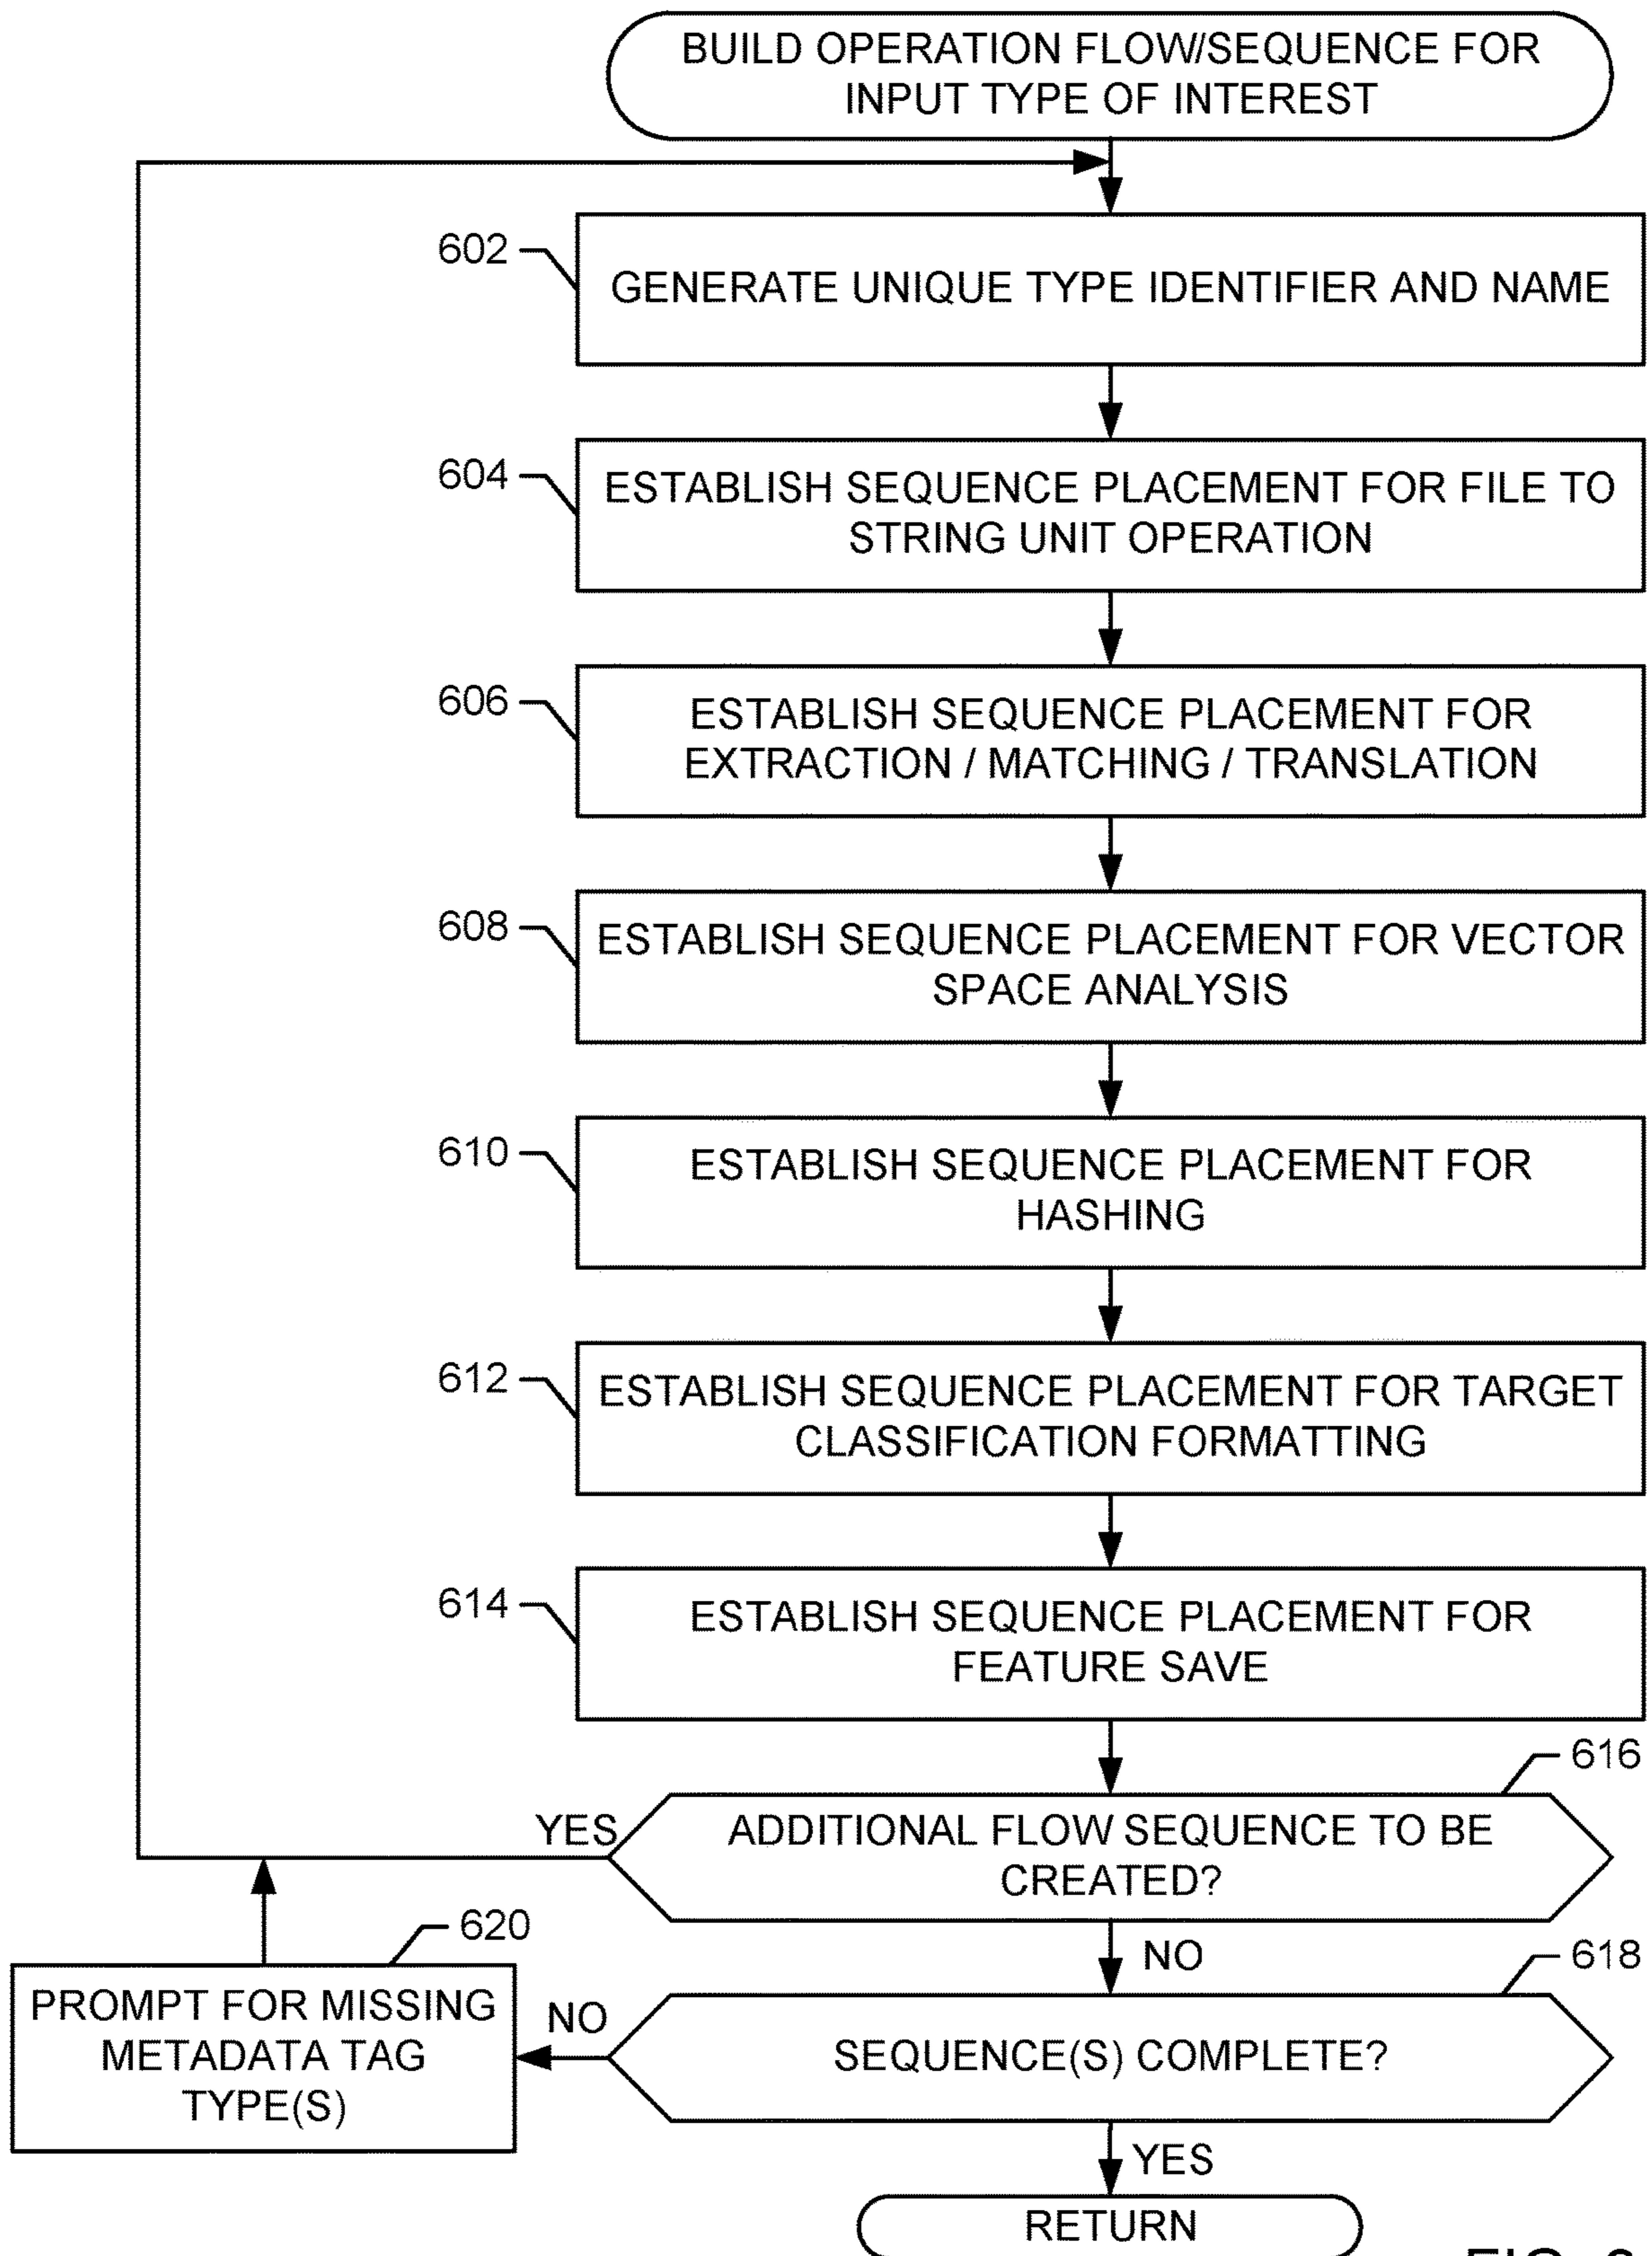 BUILD OPERATION FLOW/SEQUENCE FOR
INPUT TYPE OF INTEREST
602
GENERATE UNIQUE TYPE IDENTIFIER AND NAME
604
ESTABLISH SEQUENCE PLACEMENT FOR FILE TO
STRING UNIT OPERATION
606
ESTABLISH SEQUENCE PLACEMENT FOR
EXTRACTION / MATCHING / TRANSLATION
608
ESTABLISH SEQUENCE PLACEMENT FOR VECTOR
SPACE ANALYSIS
610
ESTABLISH SEQUENCE PLACEMENT FOR
HASHING
612
ESTABLISH SEQUENCE PLACEMENT FOR TARGET
CLASSIFICATION FORMATTING
614
ESTABLISH SEQUENCE PLACEMENT FOR
FEATURE SAVE
616
YES
ADDITIONAL FLOW SEQUENCE TO BE
CREATED?
620
NO
618
PROMPT FOR MISSING
METADATA TAG
TYPE(S)
NO
SEQUENCE(S) COMPLETE?
YES
RETURN